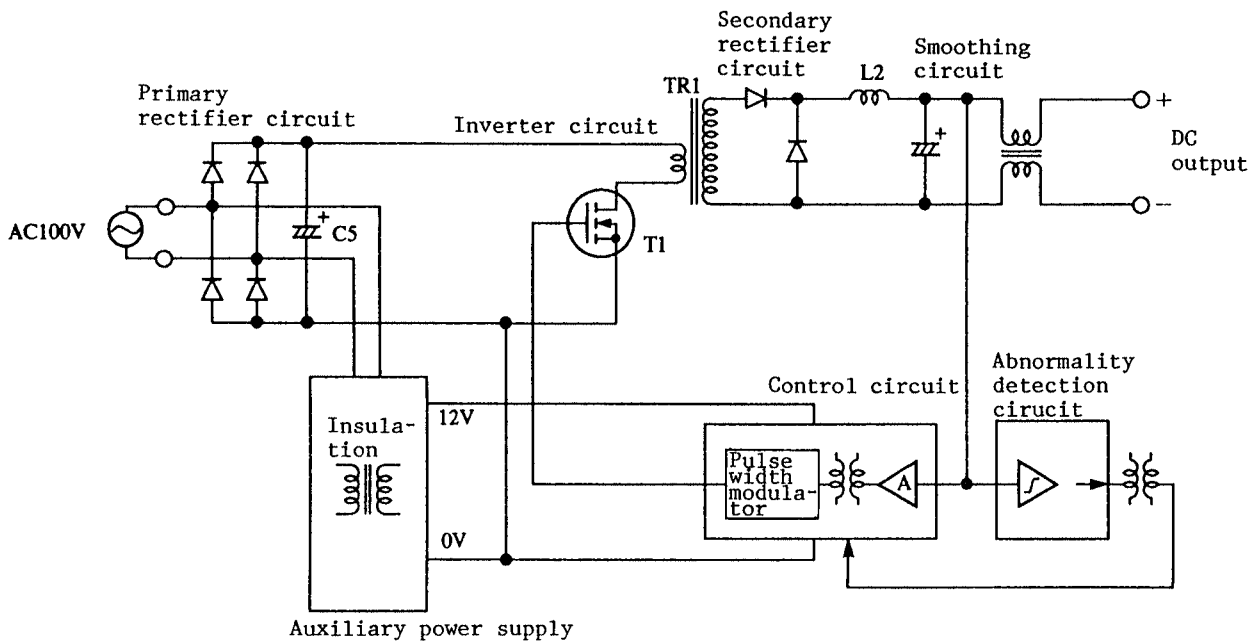 Secondary
rectifier
circuit
Smoothing
circuit
L2
TR1
Primary
rectifier circuit
Inverter circuit
+
+
DC
output
−
AC100V
+
C5
T1
Abnormality
detection
cirucit
Control circuit
12V
Insula-
tion
Pulse
width
modula-
tor
A
0V
Auxiliary power supply